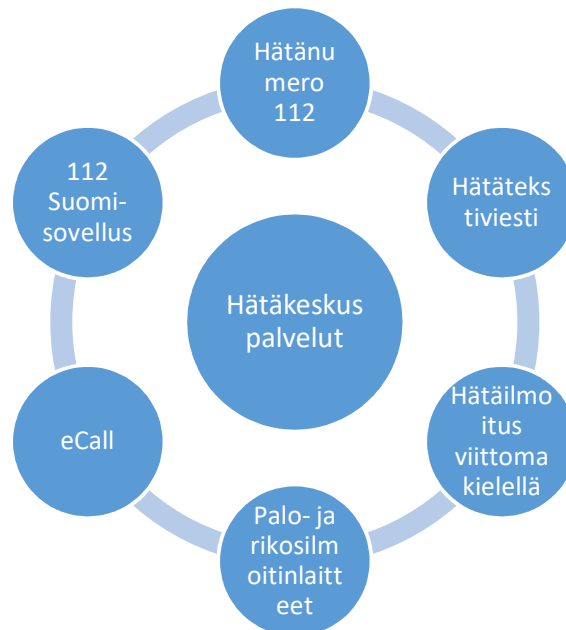 Hätänu
mero
112
Hätäteks
tiviesti
Hätäilmo
itus
viittoma
kielellä
Palo- ja
rikosilm
oitinlaitt
eet
eCall
112
Suomi-
sovellus
Hätäkeskus
palvelut